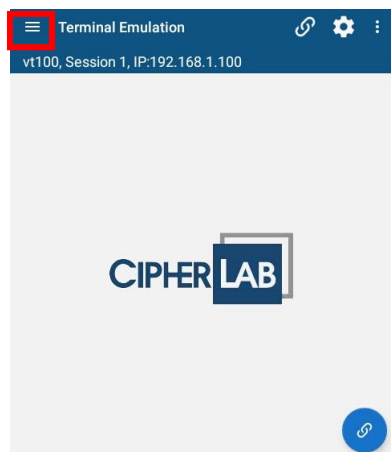 Terminal Emulation
vt100, Session 1, IP:192.168.1.100
CIPHERLAB